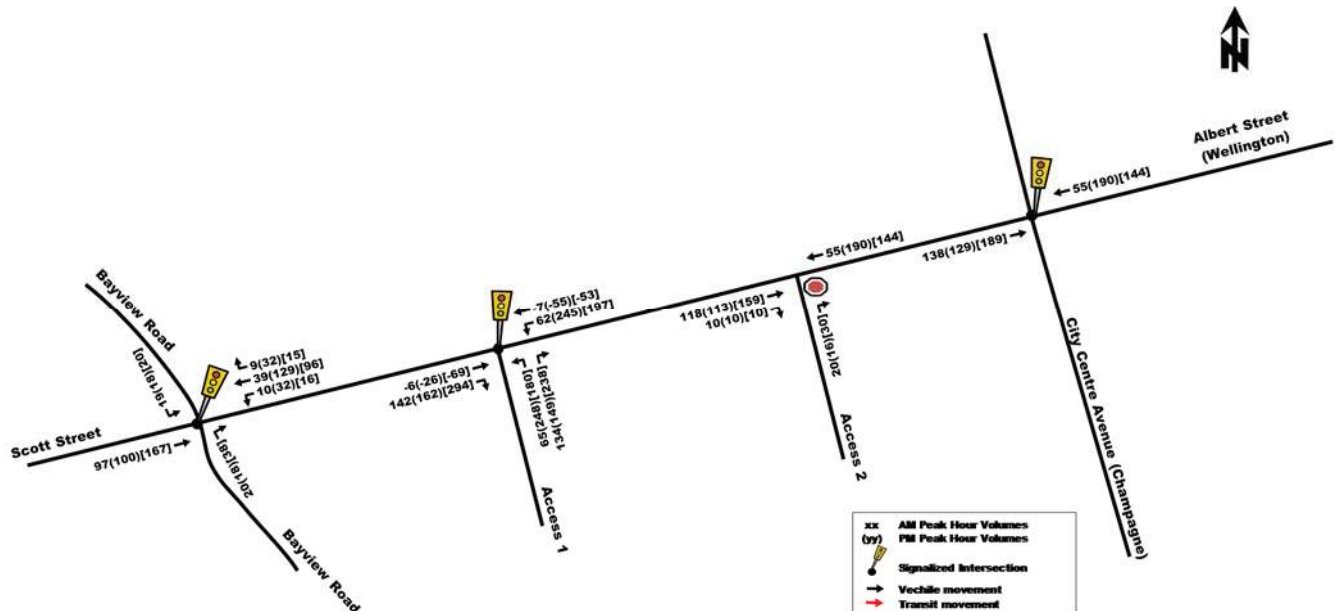 N
Albert Street
(Wellington)
55(190)[144]
55(190)[144]
138(129)[189]
Bayview Road
-7(-55)[-53]
62(245)[197]
118(113)[159]
10(10)[10]
20(16)[30]
9(32)[15]
39(129)[96]
10(32)[16]
19(18)[20]
-6(-26)[-69]
142(162)[294]
65(248)[180]
134(149)[238]
Scott Street
97(100)[167]
20(18)[38]
Access 1
Access 2
City Centre Avenue (Champagne)
Bayview Road
xx AM Peak Hour Volumes
(yy) PM Peak Hour Volumes
Signalized Intersection
Vechile movement
Transit movement